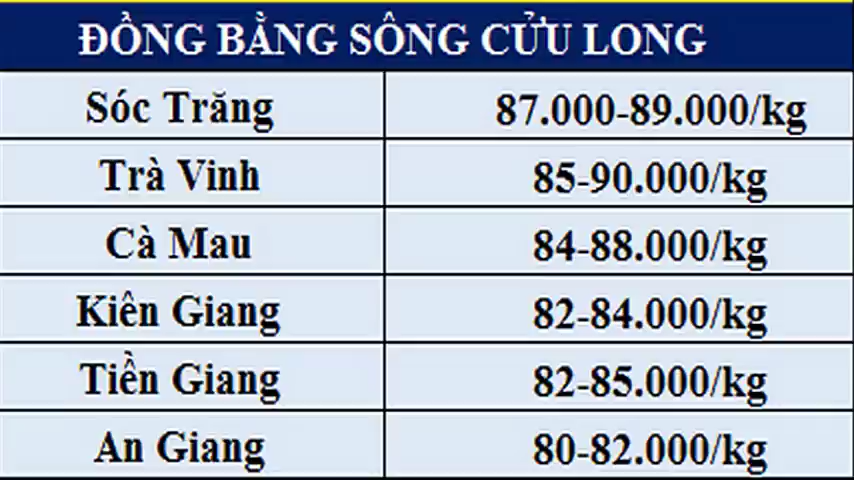 ĐỒNG BẰNG SÔNG CỬU LONG
Sóc Trăng 87.000-89.000/kg
Trà Vinh 85-90.000/kg
Cà Mau 84-88.000/kg
Kiên Giang 82-84.000/kg
Tiền Giang 82-85.000/kg
An Giang 80-82.000/kg